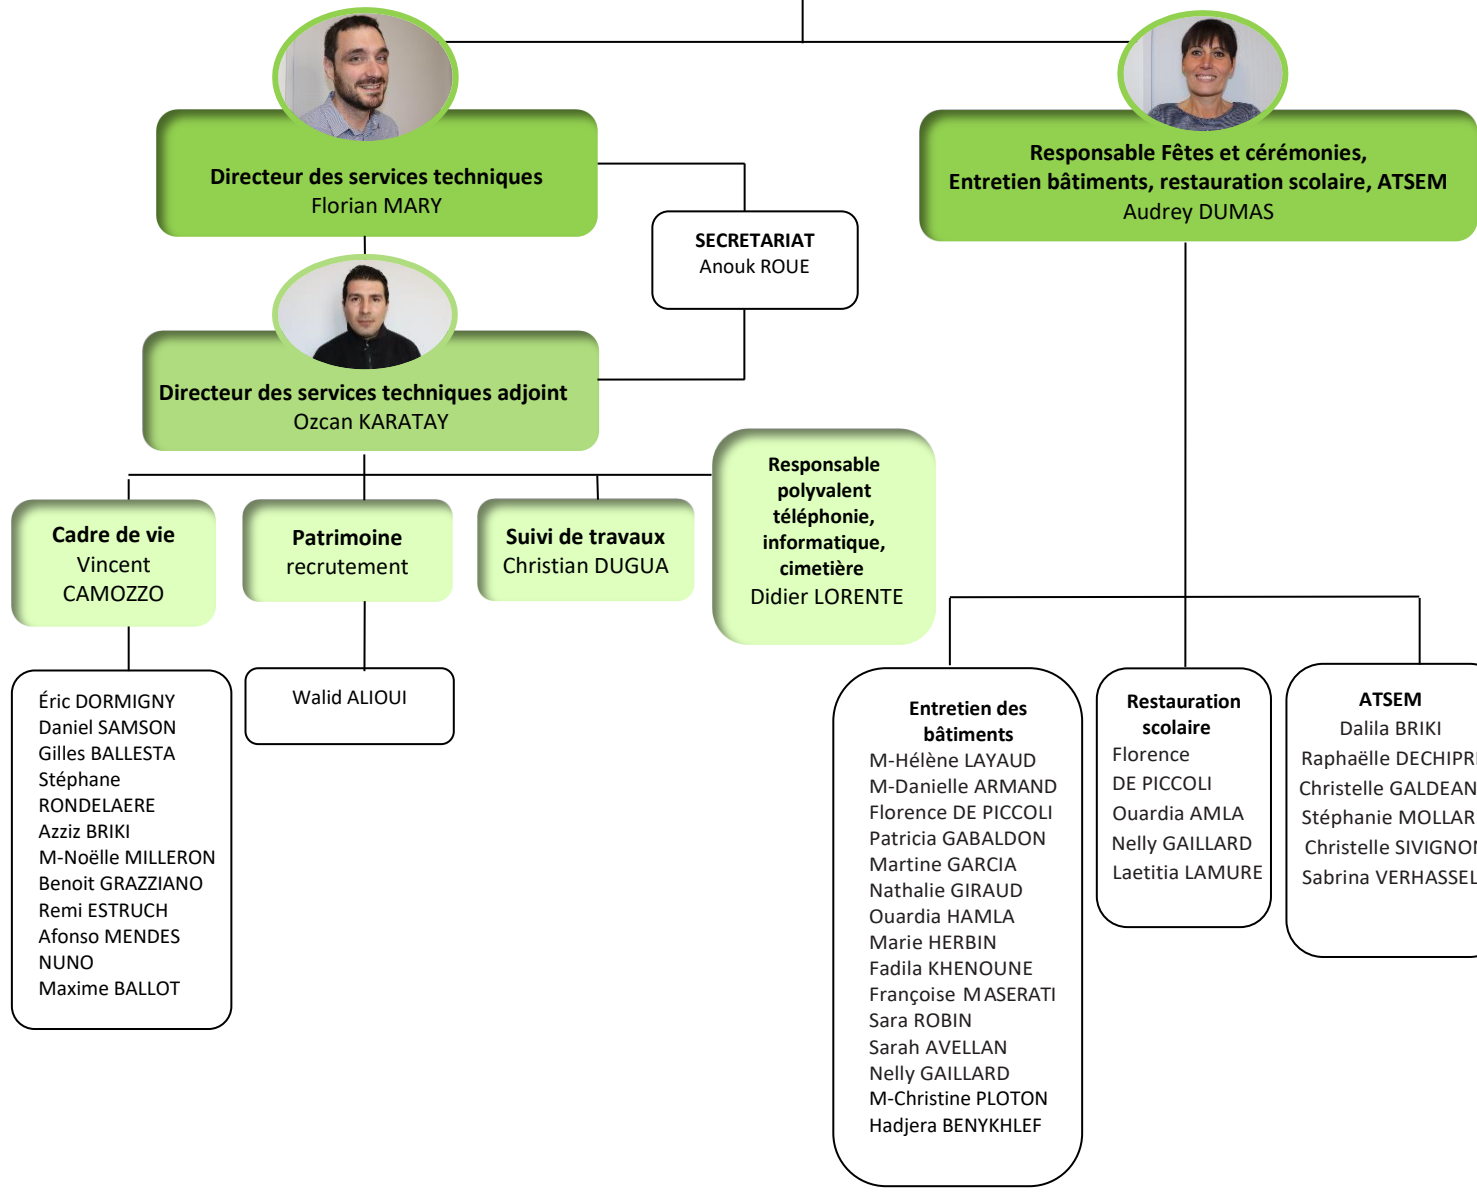 Directeur des services techniques
Florian MARY
Responsable Fêtes et cérémonies,
Entretien bâtiments, restauration scolaire, ATSEM
Audrey DUMAS
SECRETARIAT
Anouk ROUE
Directeur des services techniques adjoint
Ozcan KARATAY
Cadre de vie
Vincent
CAMOZZO
Patrimoine
recrutement
Suivi de travaux
Christian DUGUA
Responsable
polyvalent
téléphonie,
informatique,
cimetière
Didier LORENTE
Éric DORMIGNY
Daniel SAMSON
Gilles BALLESTA
Stéphane
RONDELAERE
Azziz BRIKI
M-Noëlle MILLERON
Benoit GRAZZIANO
Remi ESTRUCH
Afonso MENDES
NUNO
Maxime BALLOT
Walid ALIOUI
Entretien des
bâtiments
M-Hélène LAYAUD
M-Danielle ARMAND
Florence DE PICCOLI
Patricia GABALDON
Martine GARCIA
Nathalie GIRAUD
Ouardia HAMLA
Marie HERBIN
Fadila KHENOUNE
Françoise MASERATI
Sara ROBIN
Sarah AVELLAN
Nelly GAILLARD
M-Christine PLOTON
Hadjera BENYKHLEF
Restauration
scolaire
Florence
DE PICCOLI
Ouardia AMLA
Nelly GAILLARD
Laetitia LAMURE
ATSEM
Dalila BRIKI
Raphaëlle
Christelle
Stéphanie
Christelle SIVIGNON
Sabrina